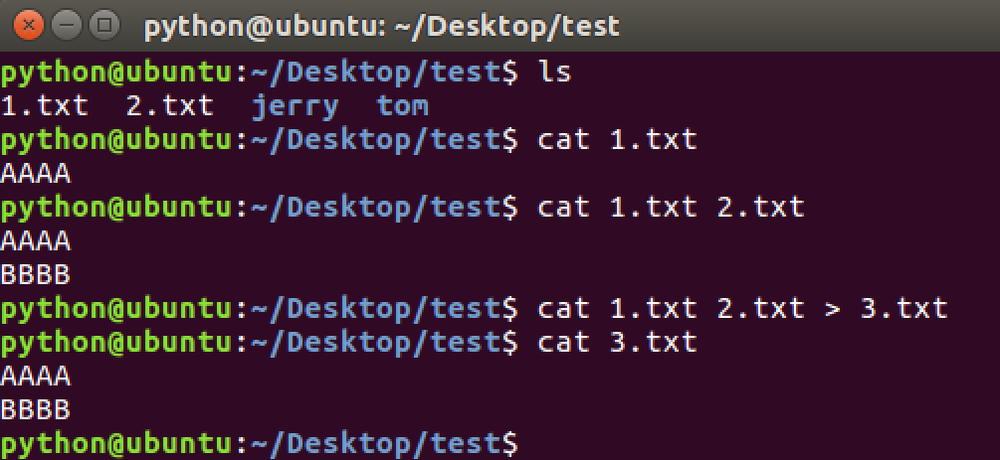 python@ubuntu: ~/Desktop/test
python@ubuntu:~/Desktop/test$ ls
1.txt  2.txt  jerry  tom
python@ubuntu:~/Desktop/test$ cat 1.txt
AAAA
python@ubuntu:~/Desktop/test$ cat 1.txt 2.txt
AAAA
BBBB
python@ubuntu:~/Desktop/test$ cat 1.txt 2.txt > 3.txt
python@ubuntu:~/Desktop/test$ cat 3.txt
AAAA
BBBB
python@ubuntu:~/Desktop/test$